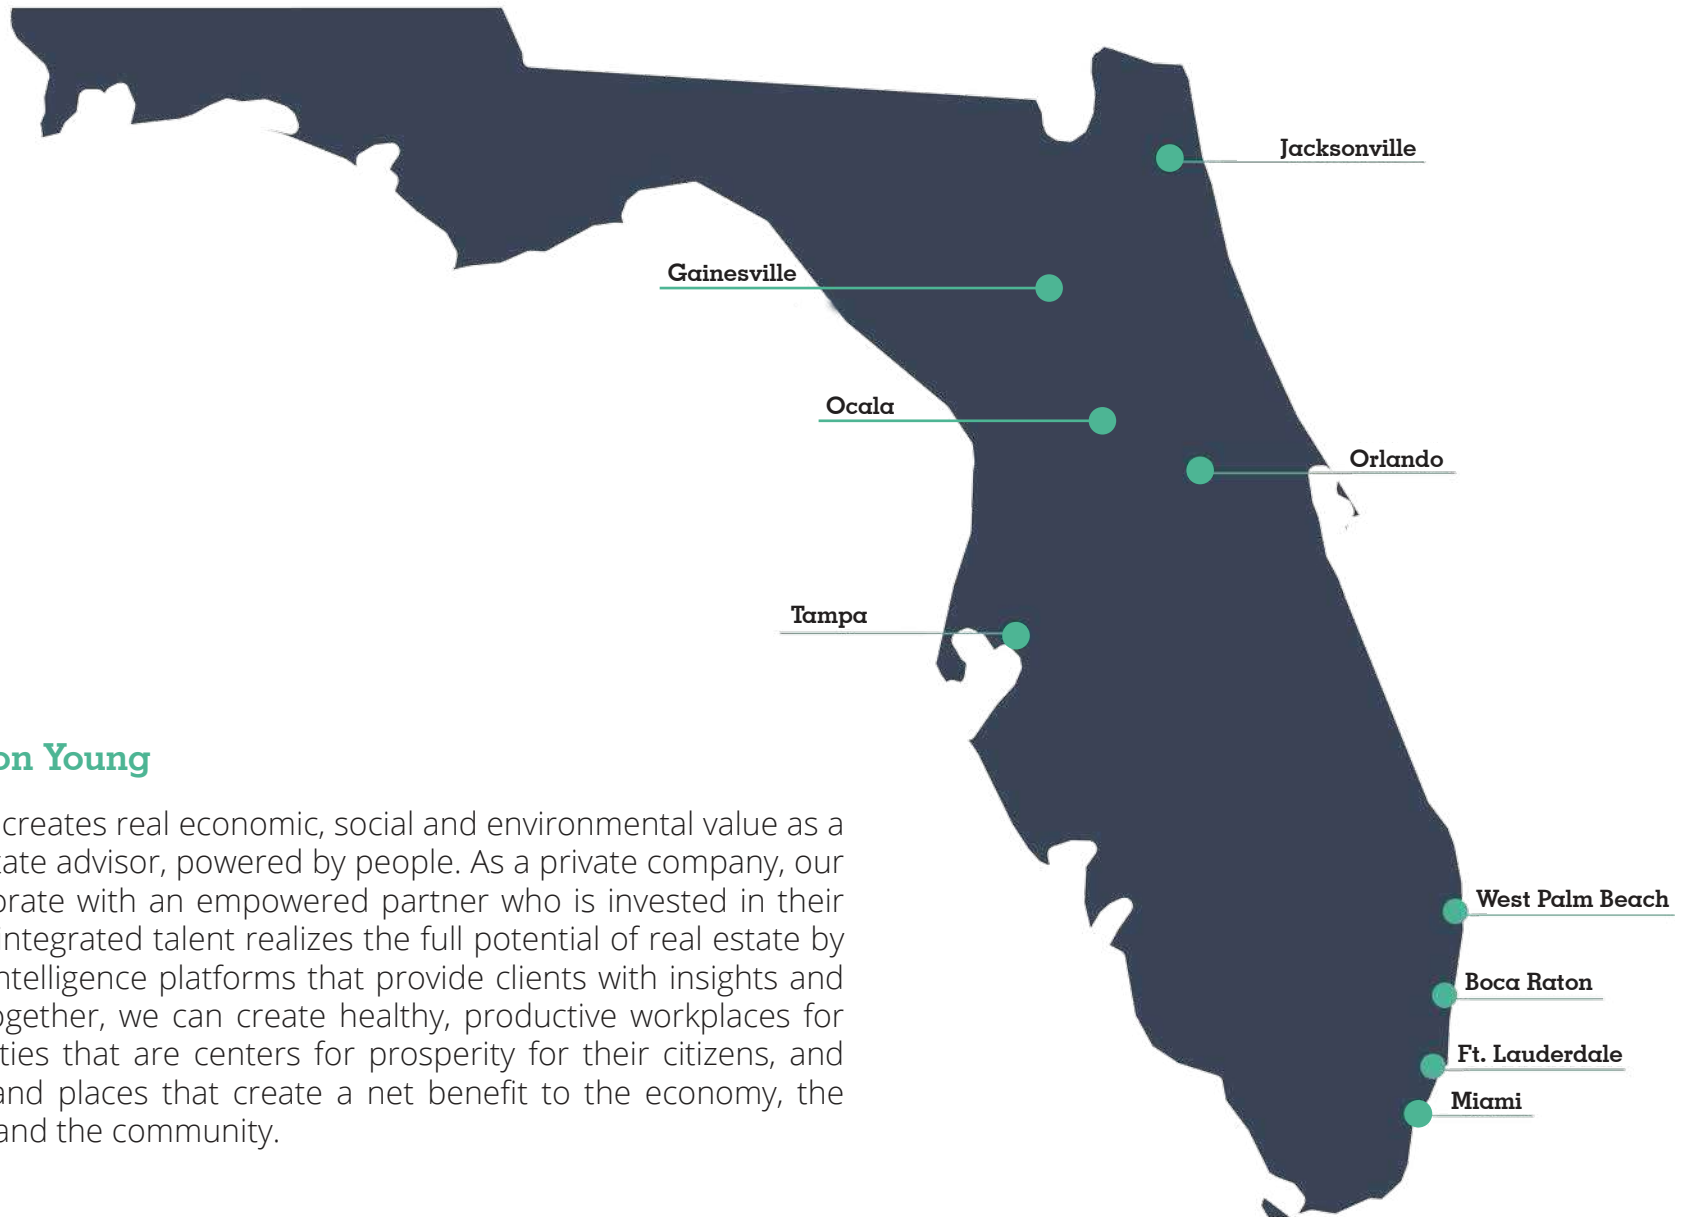 Jacksonville
Gainesville
Ocala
Orlando
Tampa
on Young
creates real economic, social and environmental value as a
ate advisor, powered by people. As a private company, our
orate with an empowered partner who is invested in their
integrated talent realizes the full potential of real estate by
ntelligence platforms that provide clients with insights and
ogether, we can create healthy, productive workplaces for
ties that are centers for prosperity for their citizens, and
and places that create a net benefit to the economy, the
and the community.
West Palm Beach
Boca Raton
Ft. Lauderdale
Miami